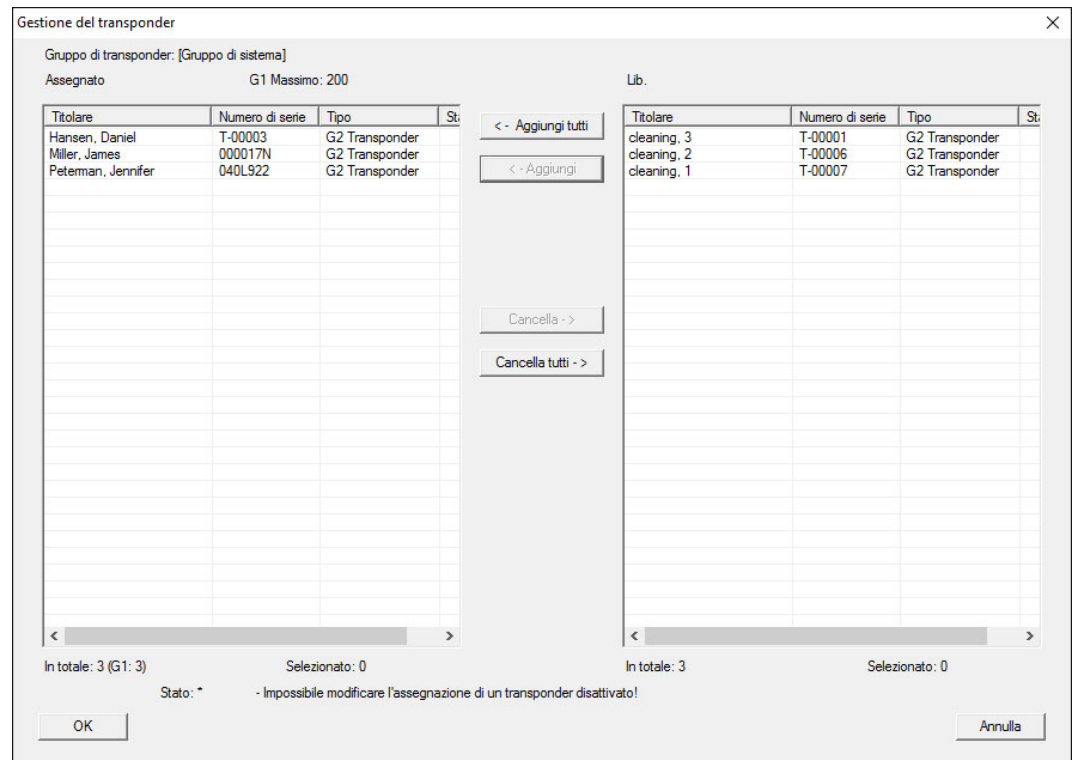 Gestione del transponder
Gruppo di transponder: [Gruppo di sistema]
Assegnato G1 Massimo: 200 Lib.
Titolare Numero di serie Tipo
Hansen, Daniel T-00003 G2 Transponder
Miller, James 000017N G2 Transponder
Peterman, Jennifer 040L922 G2 Transponder
< - Aggiungi tutti
< - Aggiungi
Cancella - >
Cancella tutti - >
Titolare Numero di serie Tipo
cleaning, 3 T-00001 G2 Transponder
cleaning, 2 T-00006 G2 Transponder
cleaning, 1 T-00007 G2 Transponder
In totale: 3 (G1: 3) Selezionato: 0 In totale: 3 Selezionato: 0
Stato: * - Impossibile modificare l'assegnazione di un transponder disattivato!
OK Annulla